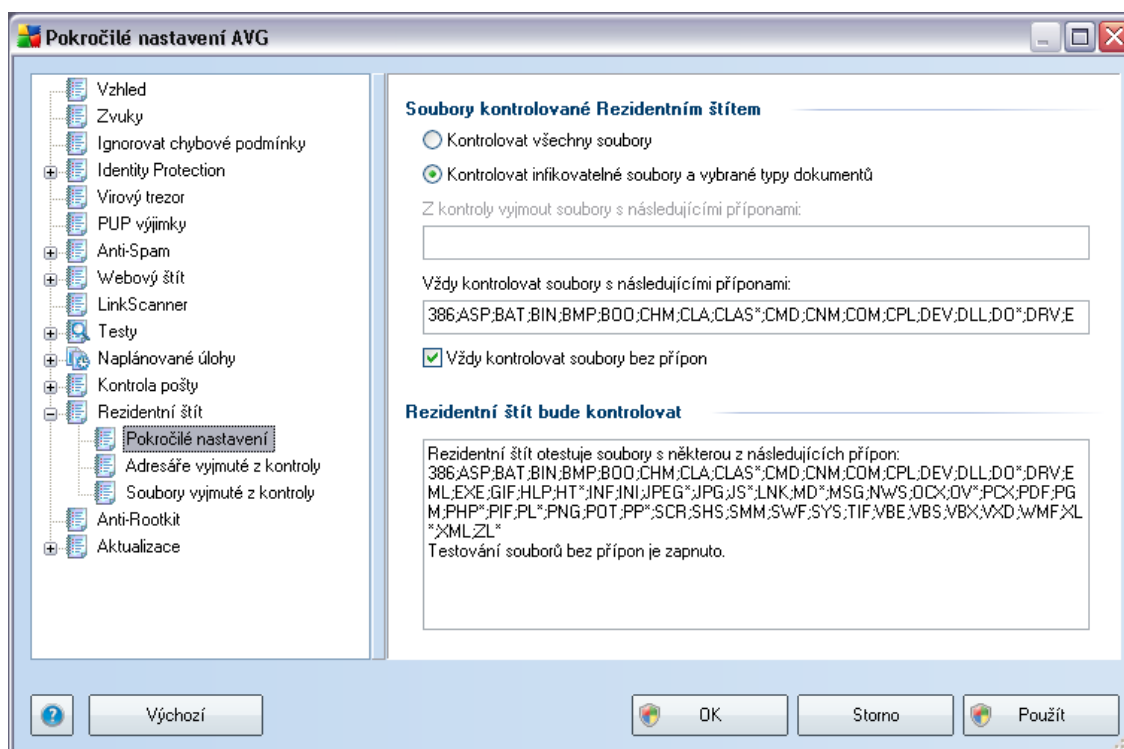 Pokročilé nastavení AVG
Vzhled
Zvuky
Ignorovat chybové podmínky
Identity Protection
Virový trezor
PUP výjimky
Anti-Spam
Webový štít
LinkScanner
Testy
Naplánované úlohy
Kontrola pošty
Rezidentní štít
Pokročilé nastavení
Adresáře vyjmuté z kontroly
Soubory vyjmuté z kontroly
Anti-Rootkit
Aktualizace
Soubory kontrolované Rezidentním štítem
Kontrolovat všechny soubory
Kontrolovat infikovatelné soubory a vybrané typy dokumentů
Z kontroly vyjmout soubory s následujícími příponami:
Vždy kontrolovat soubory s následujícími příponami:
386;ASP;BAT;BIN;BMP;BOO;CHM;CLA;CLAS*;CMD;CNM;COM;CPL;DEV;DLL;DO*;DRV;E
Vždy kontrolovat soubory bez přípon
Rezidentní štít bude kontrolovat
Rezidentní štít otestuje soubory s některou z následujících přípon:
386;ASP;BAT;BIN;BMP;BOO;CHM;CLA;CLAS*;CMD;CNM;COM;CPL;DEV;DLL;DO*;DRV;E
ML;EXE;GIF;HLP;HT*;INF;INI;JPEG*;JPG;JS*;LNK;MD*;MSG;NWS;OCX;OV*;PCX;PDF;PG
M;PHP*;PIF;PL*;PNG;POT;PP*;SCR;SHS;SMM;SWF;SYS;TIF;VBE;VBS;VBX;VXD;WMF;XL
*;XML;ZL*
Testování souborů bez přípon je zapnuto.
Výchozí
OK
Storno
Použít